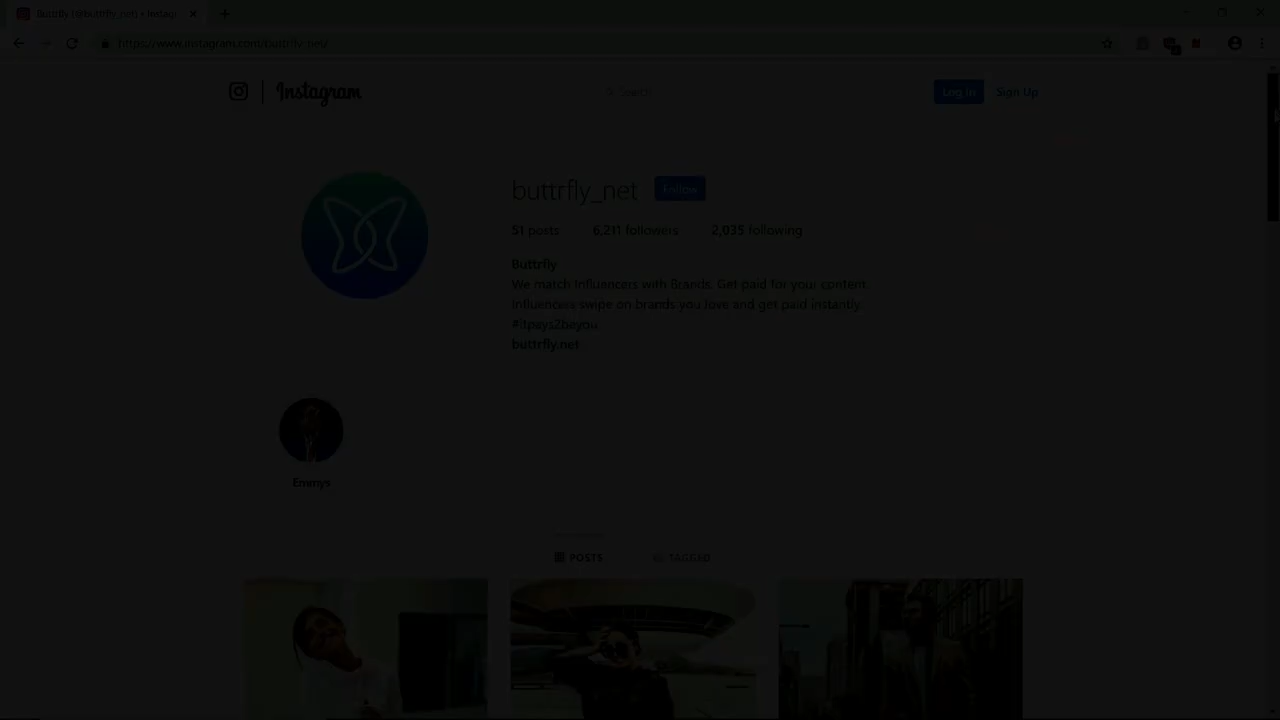 Buttrfly (@buttrfly_net) • Instagr
https://www.instagram.com/buttrfly_net/
Instagram
Search
Log In
Sign Up
buttrfly_net
Follow
51 posts
6,211 followers
2,035 following
Buttrfly
We match Influencers with Brands. Get paid for your content.
Influencers swipe on brands you love and get paid instantly
#itpays2beyou
buttrfly.net
Emmys
POSTS
TAGGED